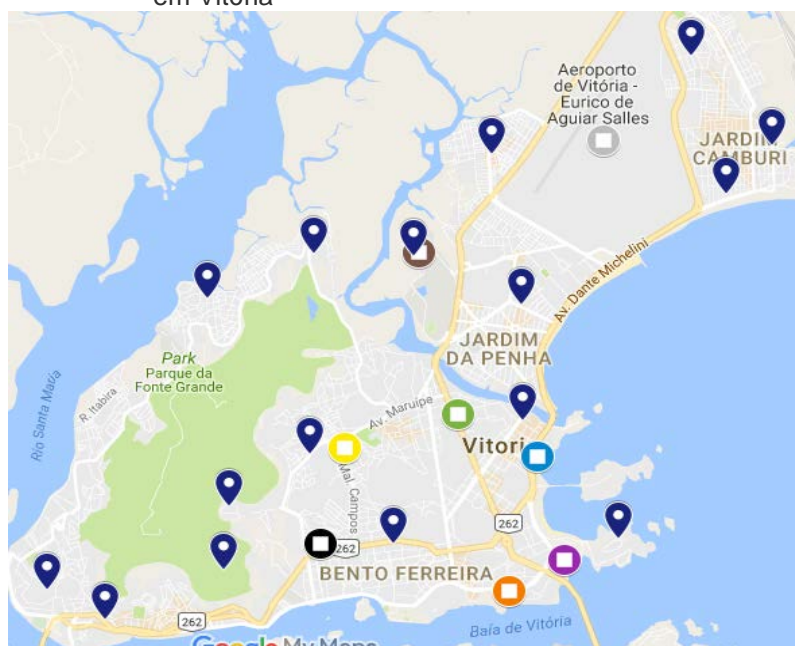 em Vitória
Aeroporto
de Vitória -
Eurico de
Aguiar Salles
JARDIM
CAMBURI
Av. Dante Michelini
JARDIM
DA PENHA
Park
Parque da
Fonte Grande
Rio Santa Maria
R. Itabira
Av. Maruipe
Vitori
Mal. Campos
262
262
BENTO FERREIRA
262
Baía de Vitória
Google My Maps